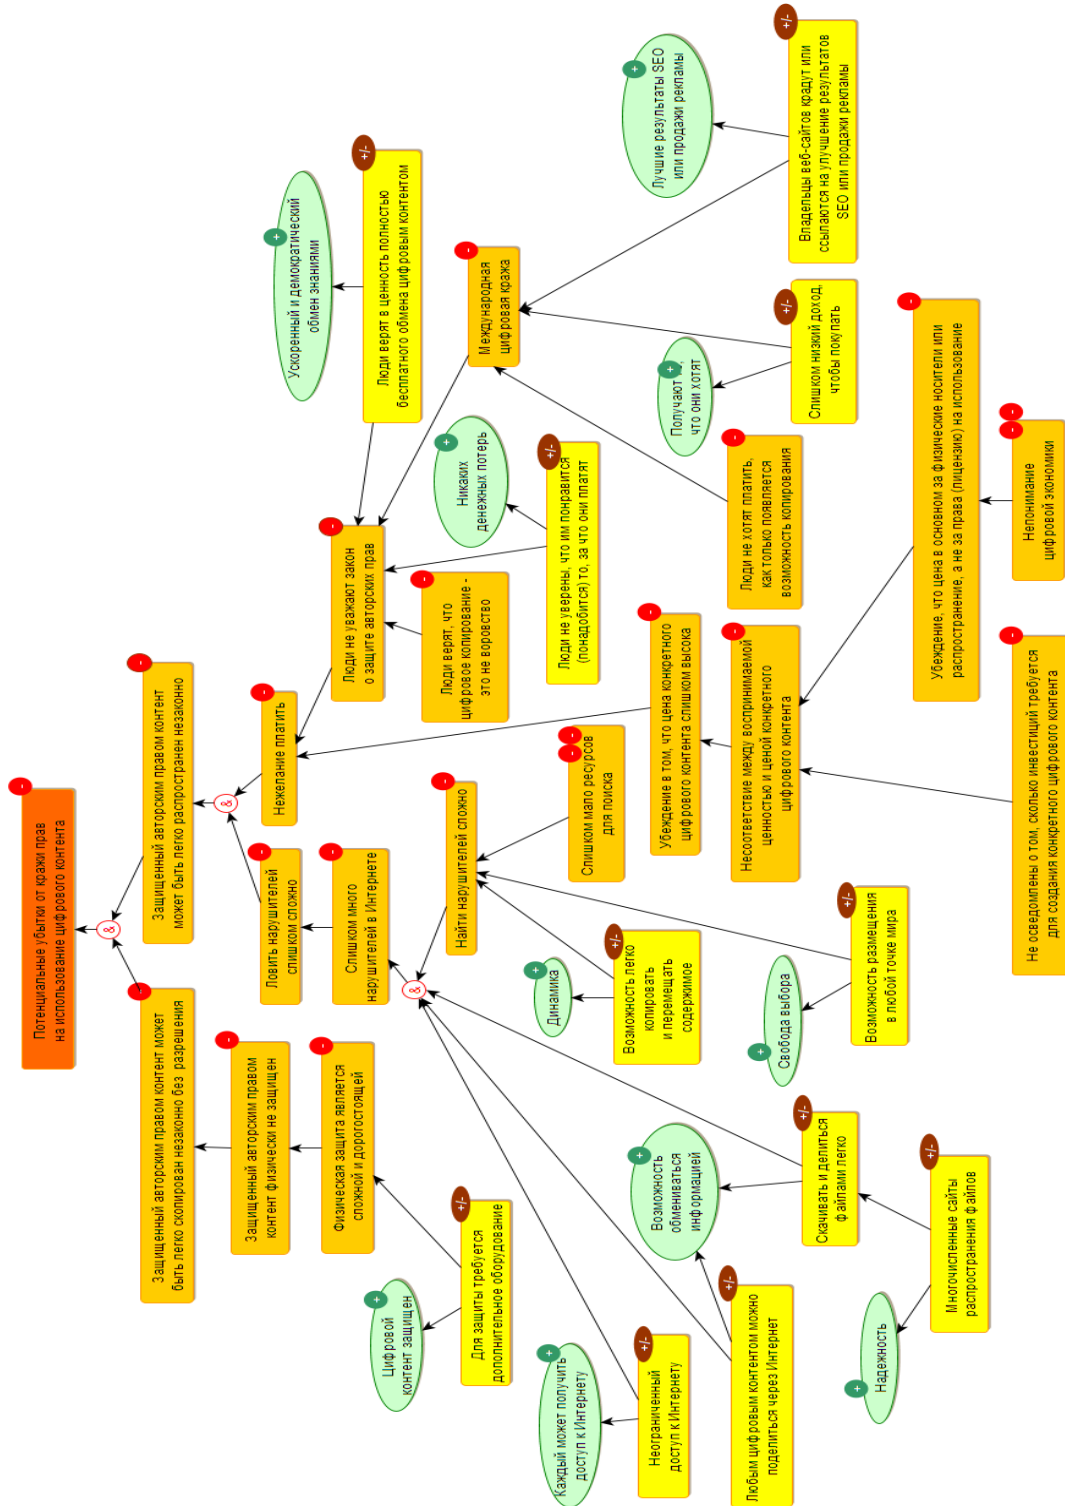 Потенциальные убытки от кражи прав
на использование цифрового контента
-
&
Защищенный авторским правом контент может
быть легко скопирован незаконно без разрешения
-
Защищенный авторским правом контент
может быть легко распространен незаконно
-
&
Защищенный авторским правом
контент физически не защищен
-
Ловить нарушителей
слишком сложно
-
Нежелание платить
-
Ускоренный и демократический
обмен знаниями
+
Физическая защита является
сложной и дорогостоящей
-
Слишком много
нарушителей в Интернете
-
Люди не уважают закон
о защите авторских прав
-
Люди верят в ценность полностью
бесплатного обмена цифровым контентом
+/-
Цифровой
контент защищен
+
&
Люди верят, что
цифровое копирование -
это не воровство
-
Никаких
денежных потерь
+
Для защиты требуется
дополнительное оборудование
+/-
Найти нарушителей сложно
-
Международная
цифровая кража
-
Каждый может получить
доступ к Интернету
+
Динамика
+
Слишком мало ресурсов
для поиска
-
-
Люди не уверены, что им понравится
(понадобится) то, за что они платят
+/-
Неограниченный
доступ к Интернету
+/-
Возможность
обмениваться
информацией
+
Возможность легко
копировать
и перемещать
содержимое
+/-
Убеждение в том, что цена конкретного
цифрового контента слишком высока
-
Получают
что они хотят
+
Лучшие результаты SEO
или продажи рекламы
+
Любым цифровым контентом можно
поделиться через Интернет
+/-
Скачивать и делиться
файлами легко
+/-
Свобода выбора
+
Несоответствие между воспринимаемой
ценностью и ценой конкретного
цифрового контента
-
Люди не хотят платить,
как только появляется
возможность копирования
-
Слишком низкий доход,
чтобы покупать
+/-
Владельцы веб-сайтов крадут или
ссылаются на улучшение результатов
SEO или продажи рекламы
+/-
Надежность
+
Многочисленные сайты
распространения файлов
+/-
Возможность размещения
в любой точке мира
+/-
Убеждение, что цена в основном за физические носители или
распространение, а не за права (лицензию) на использование
-
Не осведомлены о том, сколько инвестиций требуется
для создания конкретного цифрового контента
-
Непонимание
цифровой экономики
-
-